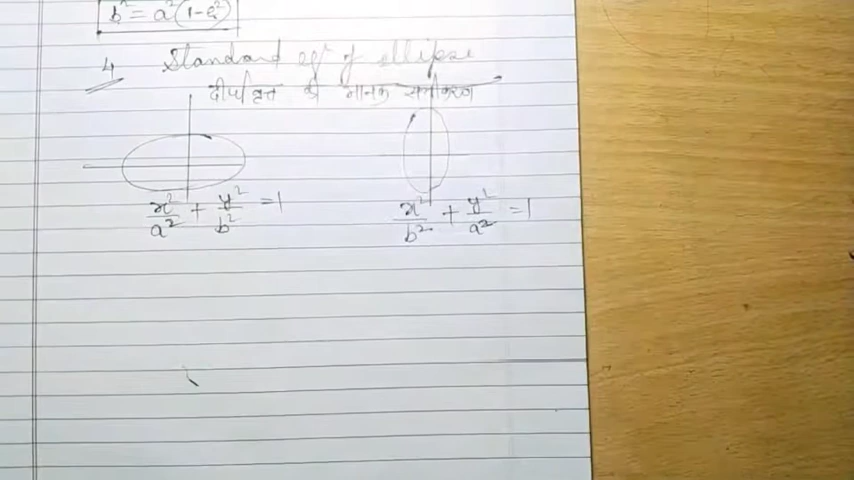 b² = a²(1-e²)
4 Standard eqⁿ of ellipse
दीर्घवृत्त की मानक समीकरण
x²/a² + y²/b² = 1
x²/b² + y²/a² = 1